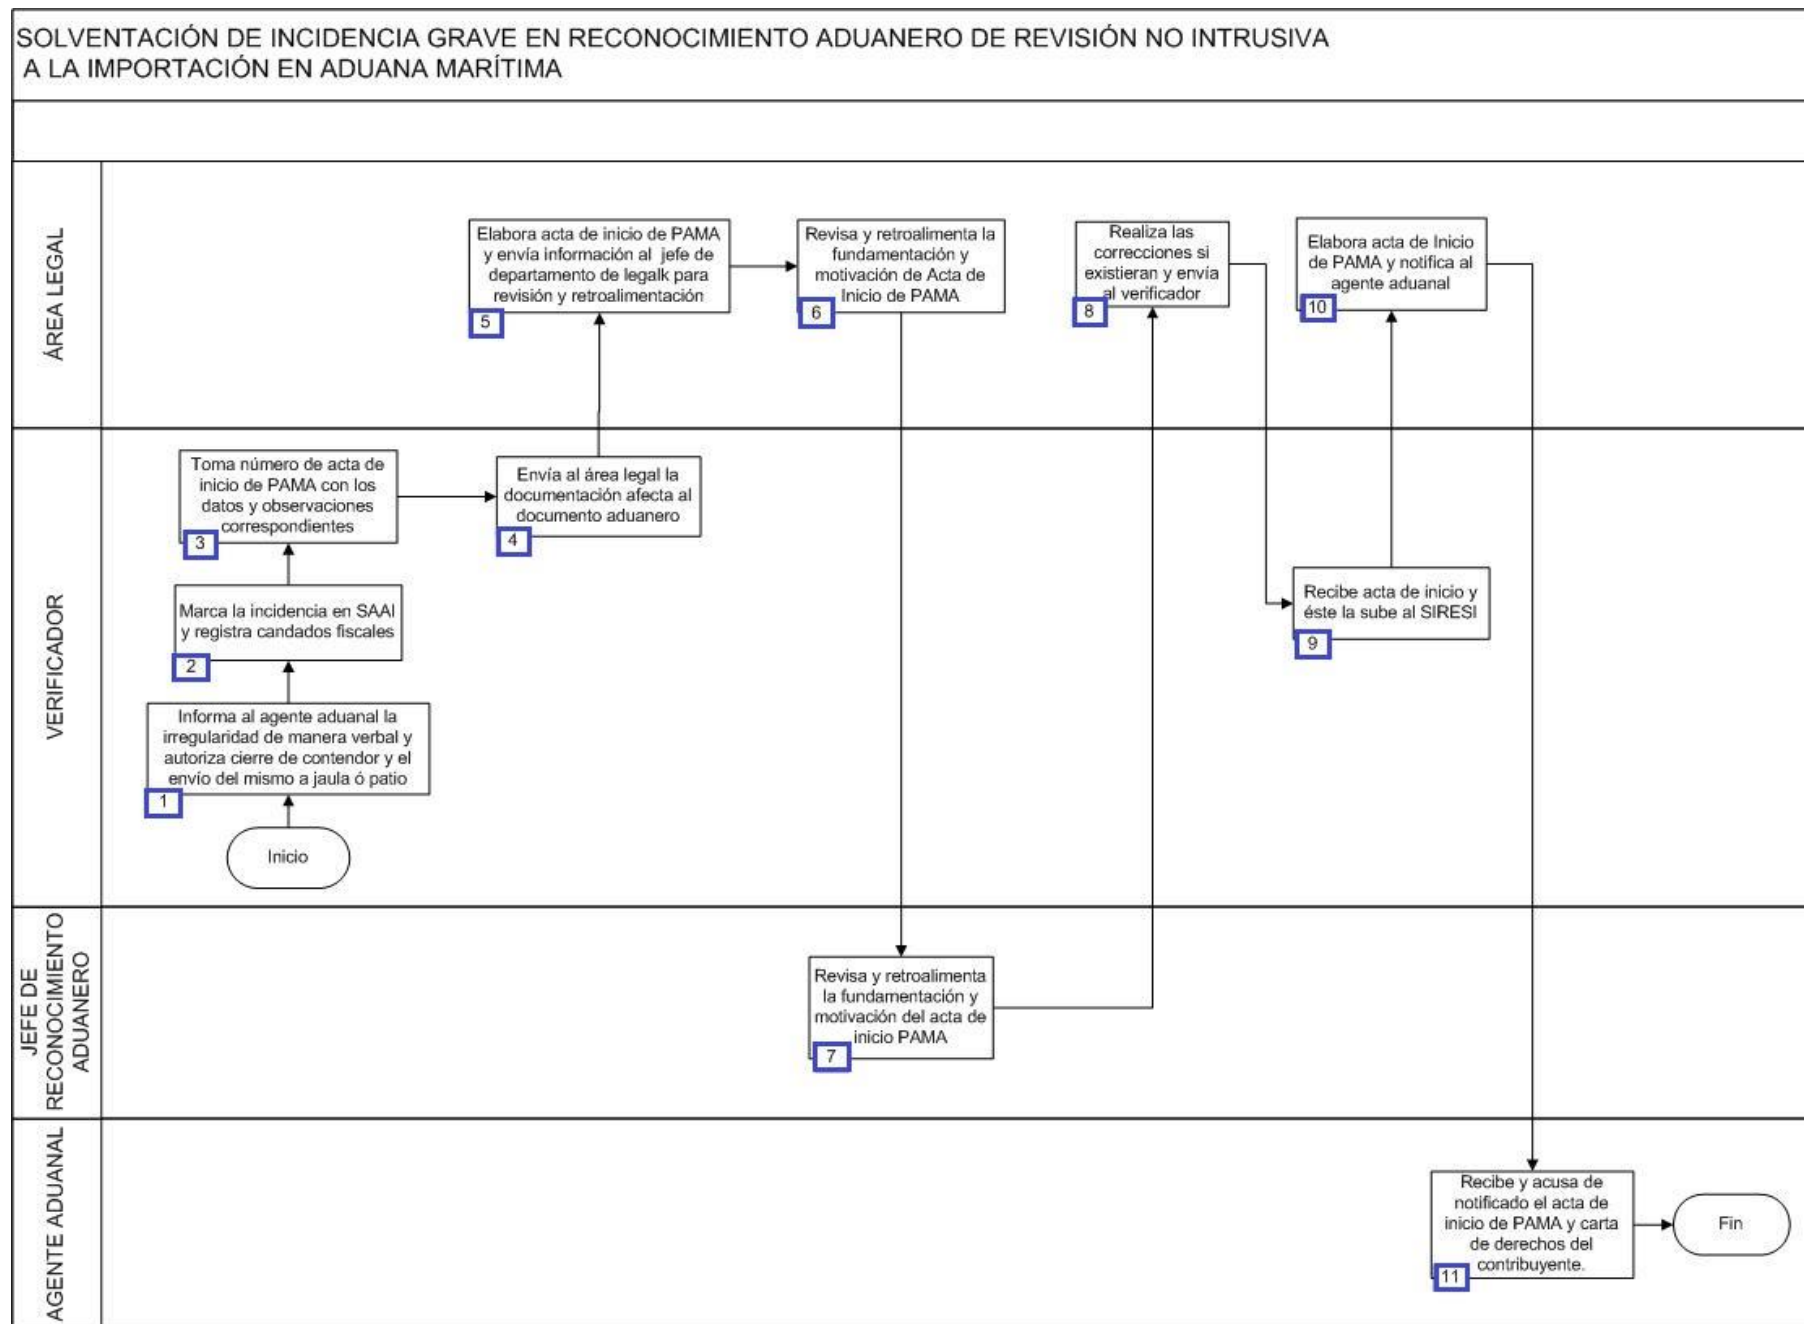 SOLVENTACIÓN DE INCIDENCIA GRAVE EN RECONOCIMIENTO ADUANERO DE REVISIÓN NO INTRUSIVA
A LA IMPORTACIÓN EN ADUANA MARÍTIMA
ÁREA LEGAL
Elabora acta de inicio de PAMA
y envía información al jefe de
departamento de legalk para
revisión y retroalimentación
5
Revisa y retroalimenta la
fundamentación y
motivación de Acta de
Inicio de PAMA
6
Realiza las
correcciones si
existieran y envía
al verificador
8
Elabora acta de Inicio
de PAMA y notifica al
agente aduanal
10
VERIFICADOR
Toma número de acta de
inicio de PAMA con los
datos y observaciones
correspondientes
3
Envía al área legal la
documentación afecta al
documento aduanero
4
Marca la incidencia en SAAI
y registra candados fiscales
2
Recibe acta de inicio y
éste la sube al SIRESI
9
Informa al agente aduanal la
irregularidad de manera verbal y
autoriza cierre de contendor y el
envío del mismo a jaula ó patio
1
Inicio
JEFE DE
RECONOCIMIENTO
ADUANERO
Revisa y retroalimenta
la fundamentación y
motivación del acta de
inicio PAMA
7
AGENTE ADUANAL
Recibe y acusa de
notificado el acta de
inicio de PAMA y carta
de derechos del
contribuyente.
11
Fin